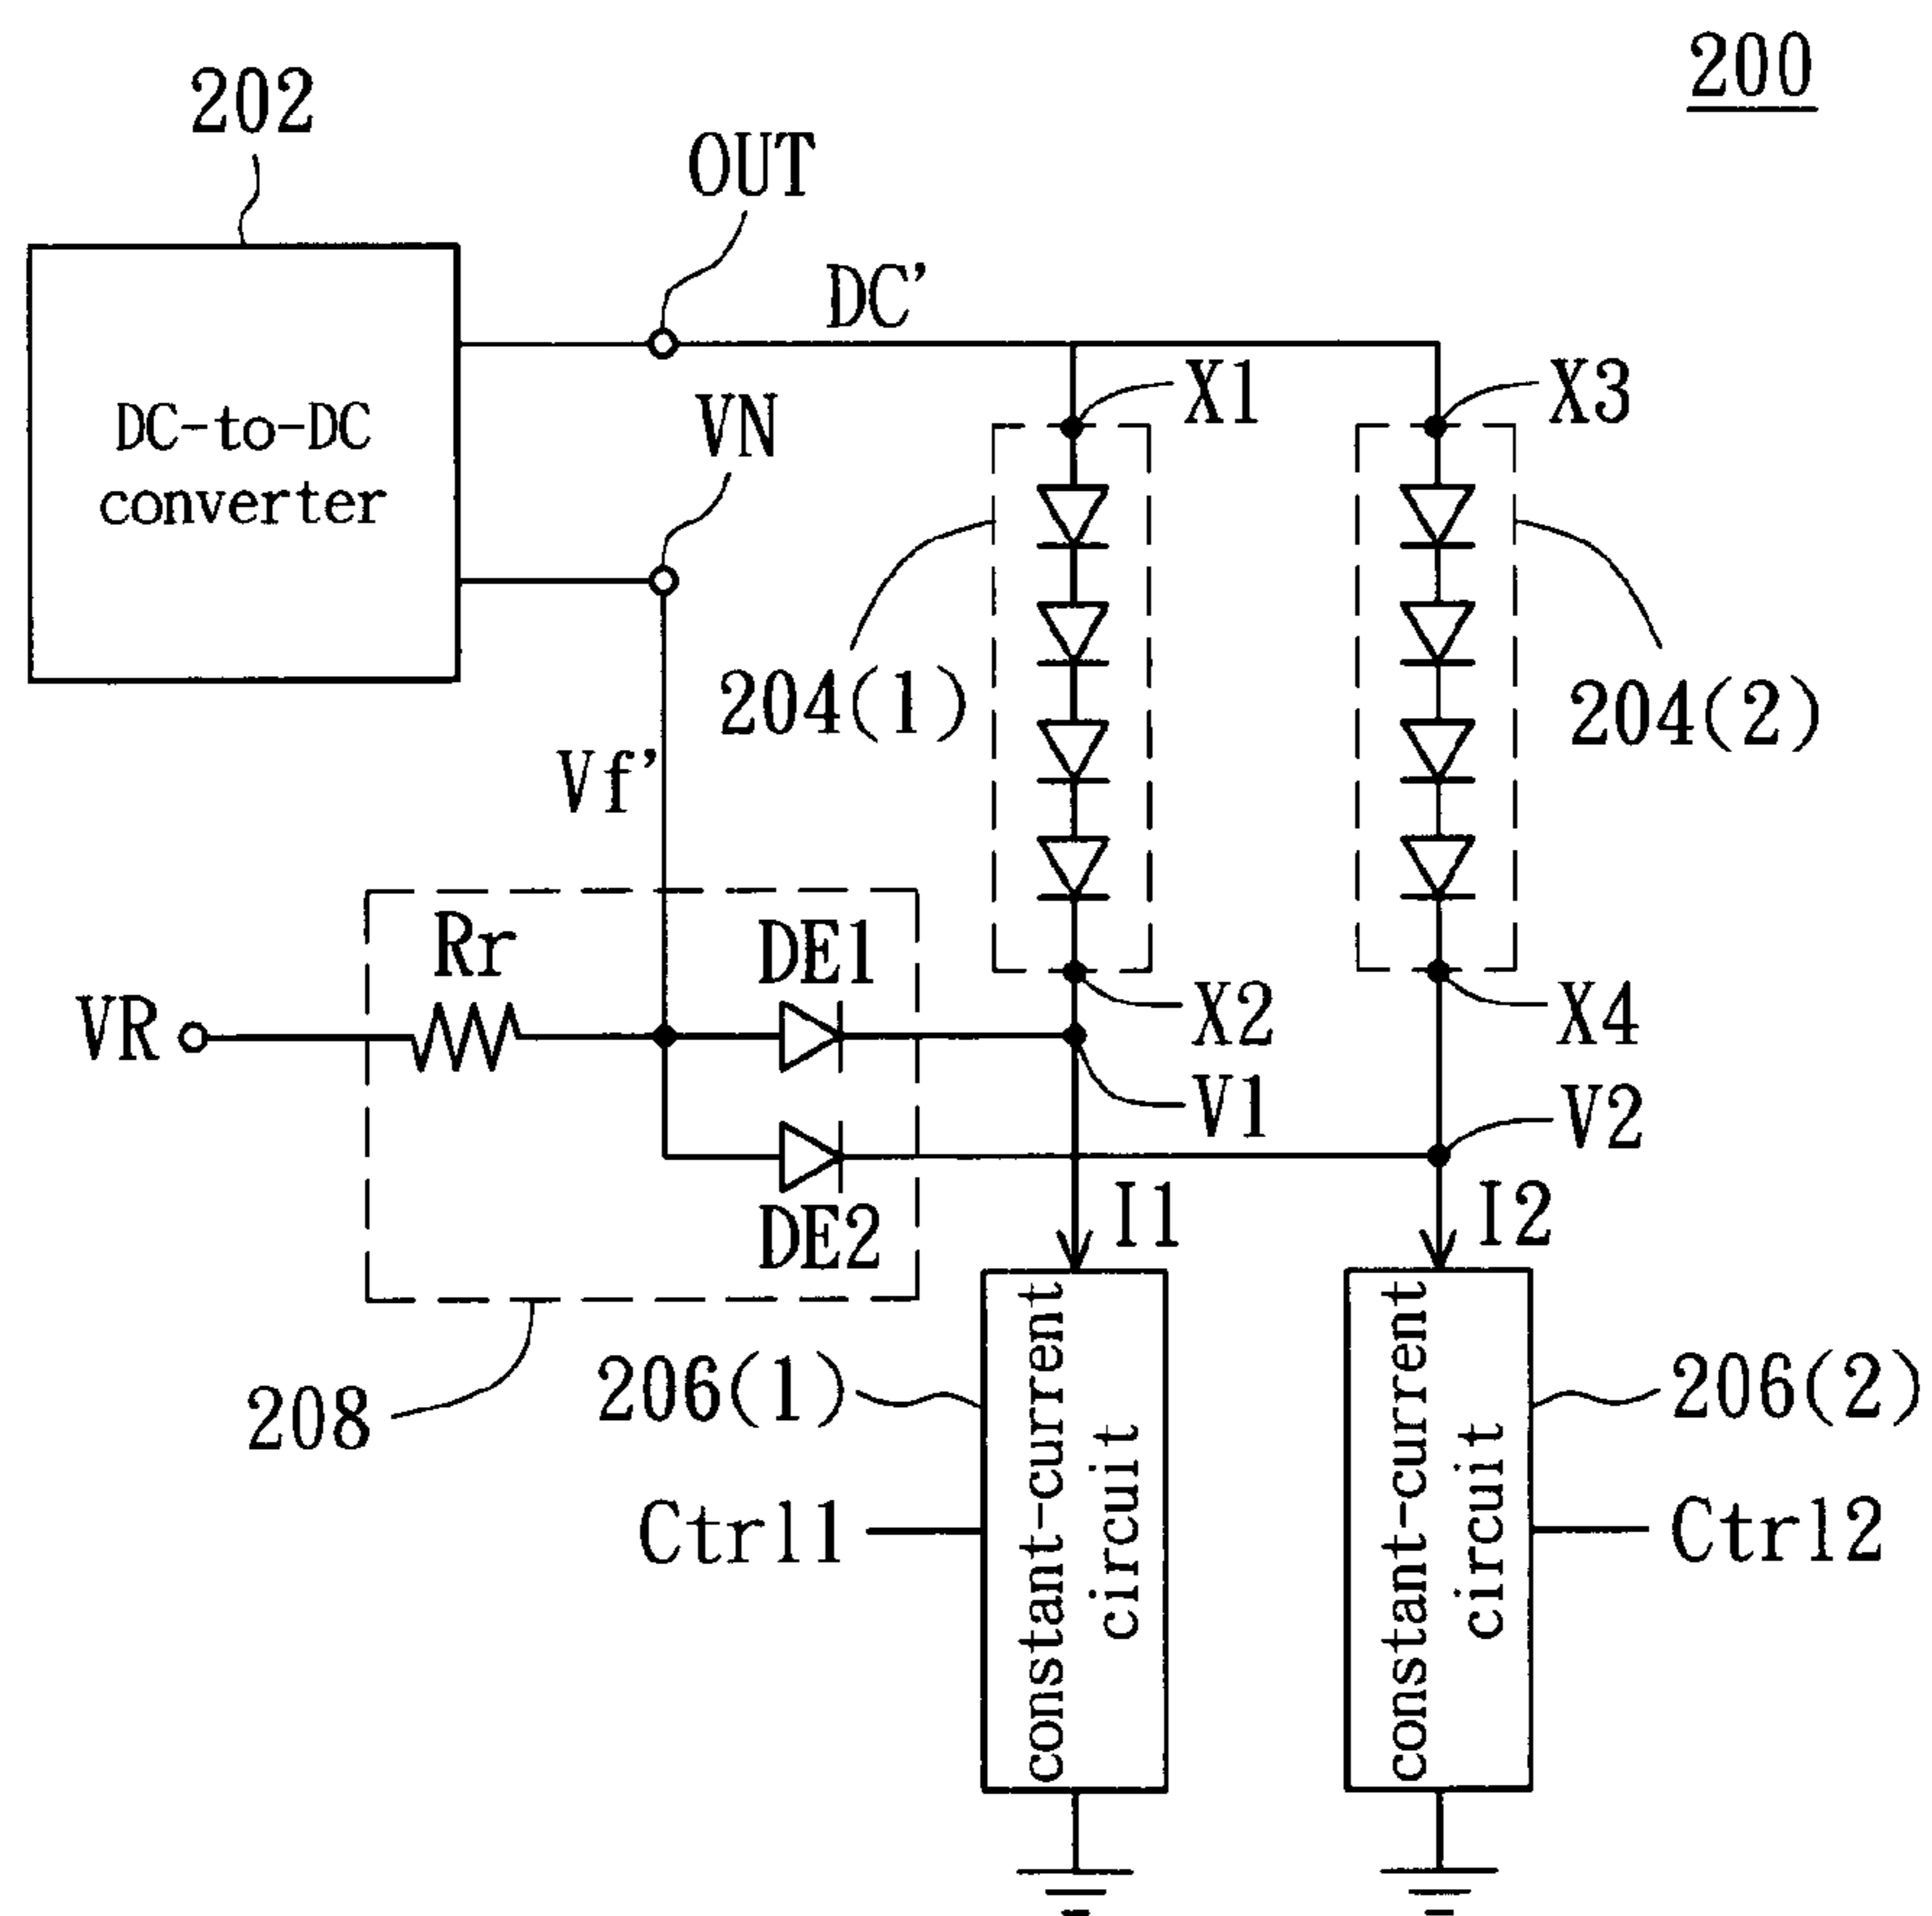 200
202
OUT
DC'
DC-to-DC
converter
VN
X1
X3
204(1)
204(2)
Vf'
Rr
DE1
VR
X2
X4
V1
V2
DE2
I1
I2
208
206(1)
206(2)
constant-current
circuit
constant-current
circuit
Ctrl1
Ctrl2